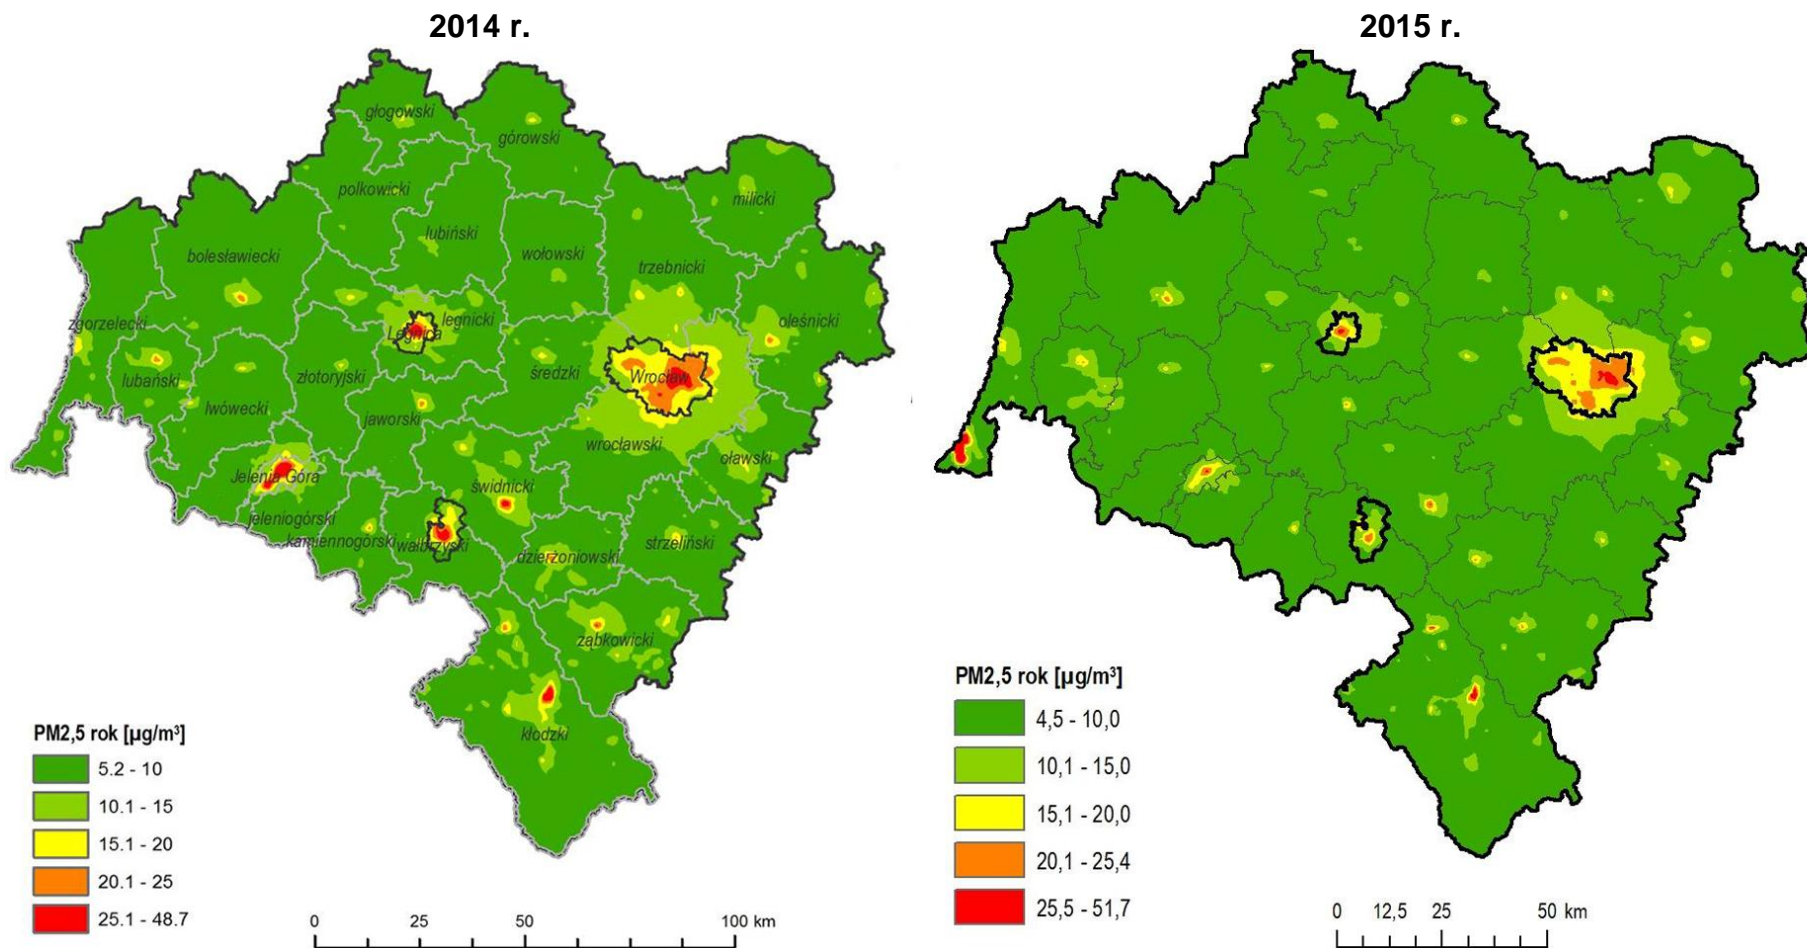 2014 r.
2015 r.
głogowski
górowski
polkowicki
milicki
lubiński
bolesławiecki
wołowski
trzebnicki
zgorzelecki
legnicki
Legnica
oleśnicki
lubański
złotoryjski
średzki
Wrocław
lwówecki
jaworski
wrocławski
oławski
Jelenia Góra
świdnicki
jeleniogórski
kamiennogórski
wałbrzyski
dzierżoniowski
strzeliński
ząbkowicki
kłodzki
PM2,5 rok [µg/m³]
5.2 - 10
10.1 - 15
15.1 - 20
20.1 - 25
25.1 - 48.7
0 25 50 100 km
PM2,5 rok [µg/m³]
4,5 - 10,0
10,1 - 15,0
15,1 - 20,0
20,1 - 25,4
25,5 - 51,7
0 12,5 25 50 km